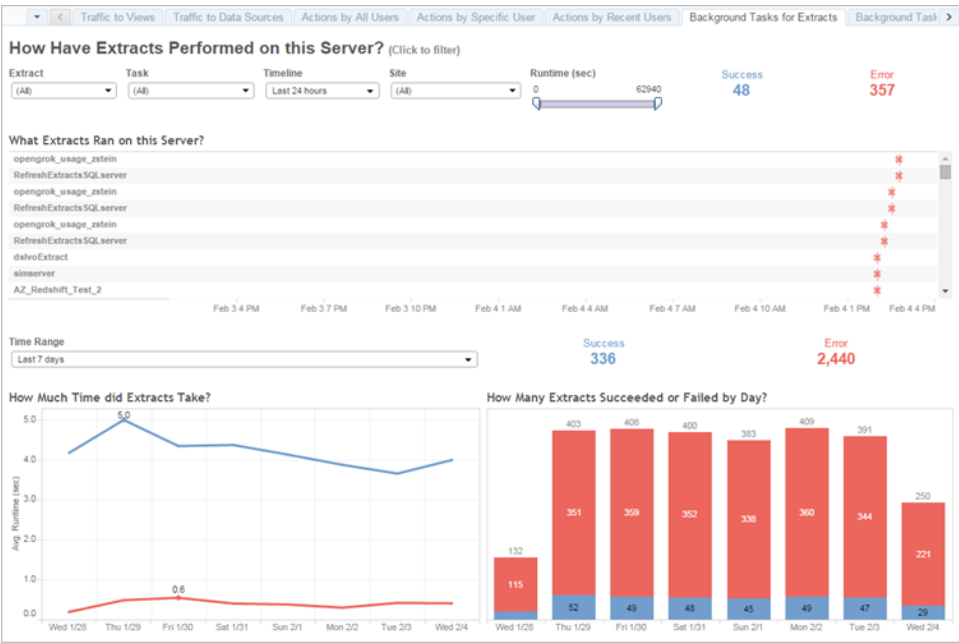 Traffic to Views Traffic to Data Sources Actions by All Users Actions by Specific User Actions by Recent Users Background Tasks for Extracts Background Task
How Have Extracts Performed on this Server? (Click to filter)
Extract Task Timeline Site Runtime (sec) Success Error
(All) (All) Last 24 hours (All) 0 62940 48 357
What Extracts Ran on this Server?
opengrok_usage_zstein
RefreshExtractsSQLserver
opengrok_usage_zstein
RefreshExtractsSQLserver
opengrok_usage_zstein
RefreshExtractsSQLserver
dslvoExtract
simserver
AZ_Redshift_Test_2
Feb 3 4 PM Feb 3 7 PM Feb 3 10 PM Feb 4 1 AM Feb 4 4 AM Feb 4 7 AM Feb 4 10 AM Feb 4 1 PM Feb 4 4 PM
Time Range Success Error
Last 7 days 336 2,440
How Much Time did Extracts Take?
5.0
5.0
4.0
3.0
2.0
1.0
0.6
0.0
Avg. Runtime (sec)
Wed 1/28 Thu 1/29 Fri 1/30 Sat 1/31 Sun 2/1 Mon 2/2 Tue 2/3 Wed 2/4
How Many Extracts Succeeded or Failed by Day?
132 403 408 400 383 409 391 250
115 351 359 352 338 360 344 221
52 49 48 45 49 47 29
Wed 1/28 Thu 1/29 Fri 1/30 Sat 1/31 Sun 2/1 Mon 2/2 Tue 2/3 Wed 2/4